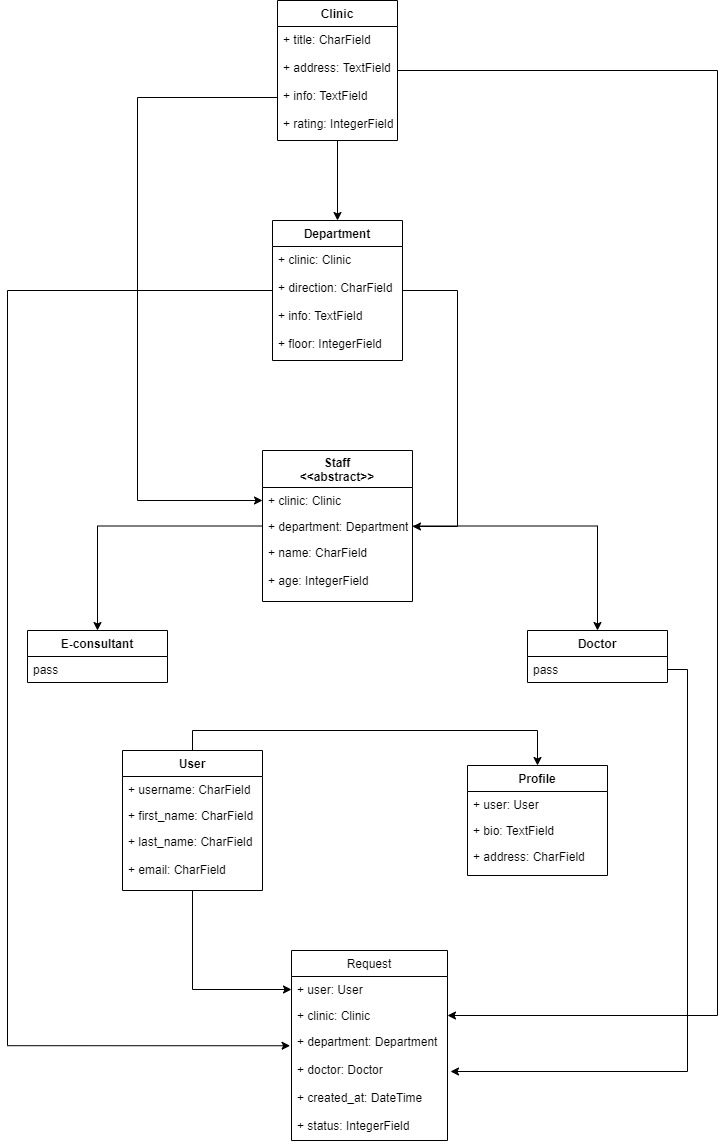 Clinic
+ title: CharField
+ address: TextField
+ info: TextField
+ rating: IntegerField
Department
+ clinic: Clinic
+ direction: CharField
+ info: TextField
+ floor: IntegerField
Staff
<<abstract>>
+ clinic: Clinic
+ department: Department
+ name: CharField
+ age: IntegerField
E-consultant
pass
Doctor
pass
User
+ username: CharField
+ first_name: CharField
+ last_name: CharField
+ email: CharField
Profile
+ user: User
+ bio: TextField
+ address: CharField
Request
+ user: User
+ clinic: Clinic
+ department: Department
+ doctor: Doctor
+ created_at: DateTime
+ status: IntegerField